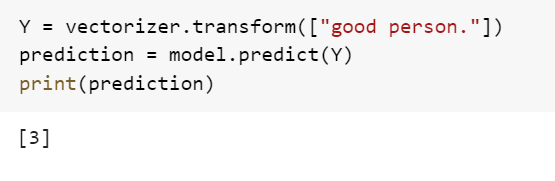 Y = vectorizer.transform(["good person."])
prediction = model.predict(Y)
print(prediction)
[3]